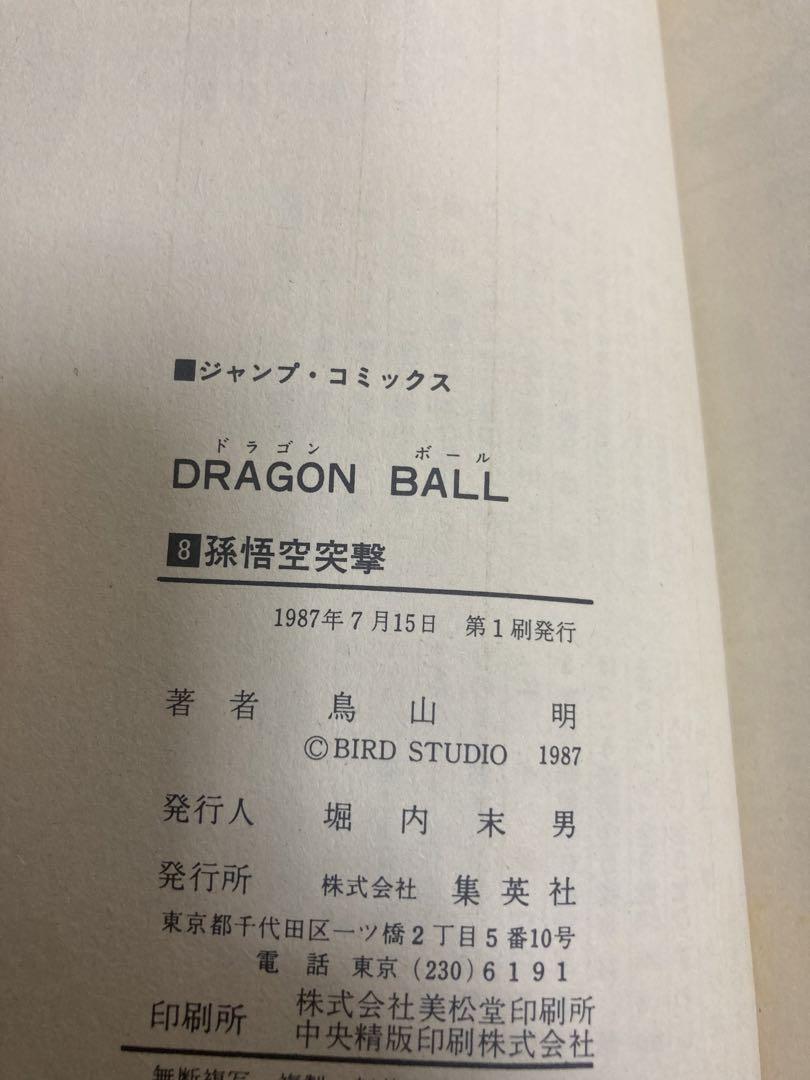 ■ジャンプ・コミックス
ドラゴン ボール
DRAGON BALL
8 孫悟空突撃
1987年7月15日 第1刷発行
著者 鳥山 明
©BIRD STUDIO 1987
発行人 堀内末男
発行所 株式会社 集英社
東京都千代田区一ツ橋2丁目5番10号
電話 東京 (230) 6191
印刷所 株式会社美松堂印刷所
中央精版印刷株式会社
無断複写